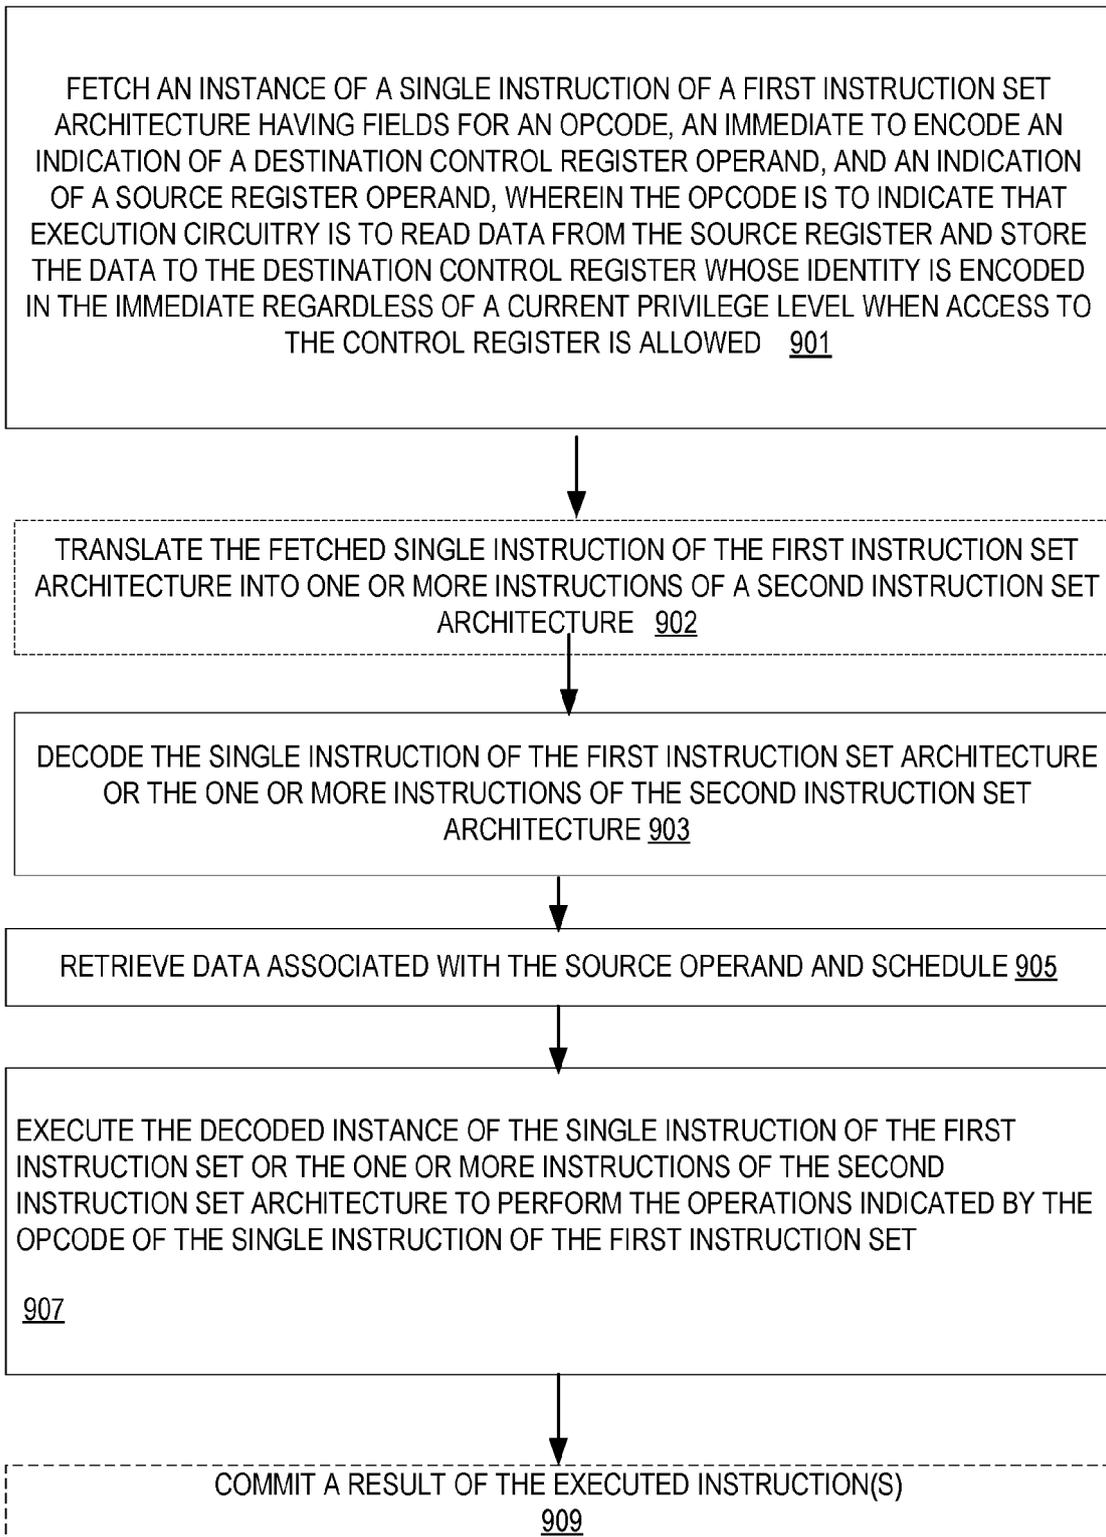 FETCH AN INSTANCE OF A SINGLE INSTRUCTION OF A FIRST INSTRUCTION SET
ARCHITECTURE HAVING FIELDS FOR AN OPCODE, AN IMMEDIATE TO ENCODE AN
INDICATION OF A DESTINATION CONTROL REGISTER OPERAND, AND AN INDICATION
OF A SOURCE REGISTER OPERAND, WHEREIN THE OPCODE IS TO INDICATE THAT
EXECUTION CIRCUITRY IS TO READ DATA FROM THE SOURCE REGISTER AND STORE
THE DATA TO THE DESTINATION CONTROL REGISTER WHOSE IDENTITY IS ENCODED
IN THE IMMEDIATE REGARDLESS OF A CURRENT PRIVILEGE LEVEL WHEN ACCESS TO
THE CONTROL REGISTER IS ALLOWED 901
TRANSLATE THE FETCHED SINGLE INSTRUCTION OF THE FIRST INSTRUCTION SET
ARCHITECTURE INTO ONE OR MORE INSTRUCTIONS OF A SECOND INSTRUCTION SET
ARCHITECTURE 902
DECODE THE SINGLE INSTRUCTION OF THE FIRST INSTRUCTION SET ARCHITECTURE
OR THE ONE OR MORE INSTRUCTIONS OF THE SECOND INSTRUCTION SET
ARCHITECTURE 903
RETRIEVE DATA ASSOCIATED WITH THE SOURCE OPERAND AND SCHEDULE 905
EXECUTE THE DECODED INSTANCE OF THE SINGLE INSTRUCTION OF THE FIRST
INSTRUCTION SET OR THE ONE OR MORE INSTRUCTIONS OF THE SECOND
INSTRUCTION SET ARCHITECTURE TO PERFORM THE OPERATIONS INDICATED BY THE
OPCODE OF THE SINGLE INSTRUCTION OF THE FIRST INSTRUCTION SET
907
COMMIT A RESULT OF THE EXECUTED INSTRUCTION(S)
909